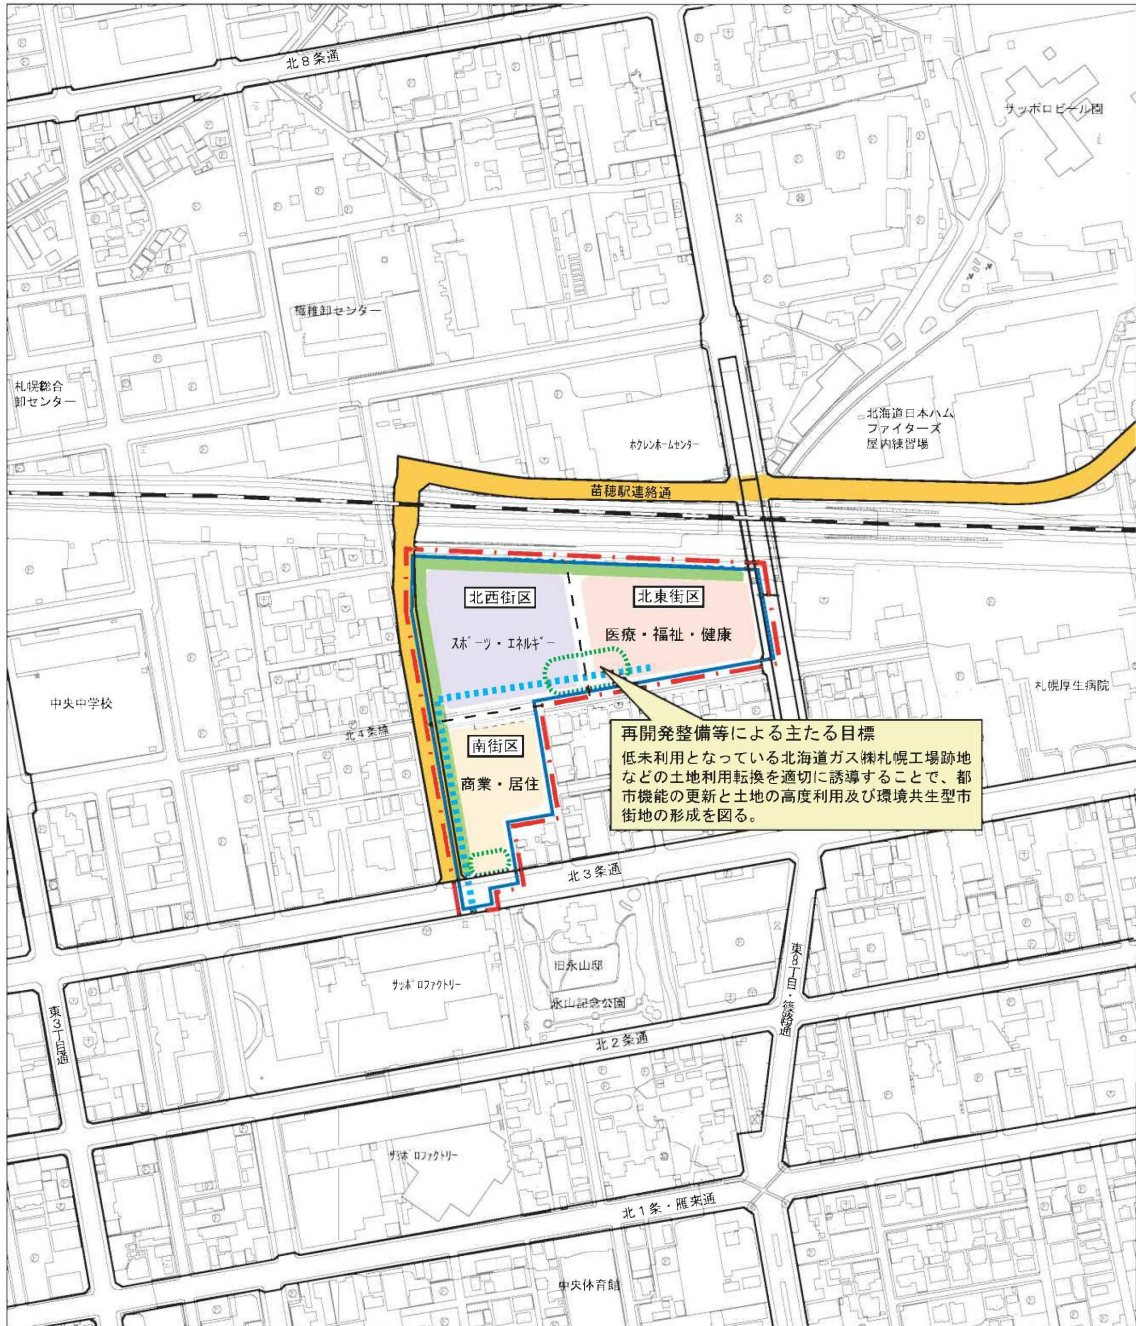 北８条通
サッポロビール園
繊維卸センター
札幌総合
卸センター
北海道日本ハム
ファイターズ
屋内練習場
ホクレンホームセンター
苗穂駅連絡通
北西街区
北東街区
スポーツ・エネルギー
医療・福祉・健康
中央中学校
札幌厚生病院
北４条線
南街区
商業・居住
再開発整備等による主たる目標
低未利用となっている北海道ガス㈱札幌工場跡地
などの土地利用転換を適切に誘導することで、都
市機能の更新と土地の高度利用及び環境共生型市
街地の形成を図る。
北３条通
旧永山邸
サッポロファクトリー
永山記念公園
東８丁目・篠路通
東３丁目通
北２条通
サッポロファクトリー
北１条・雁来通
中央体育館